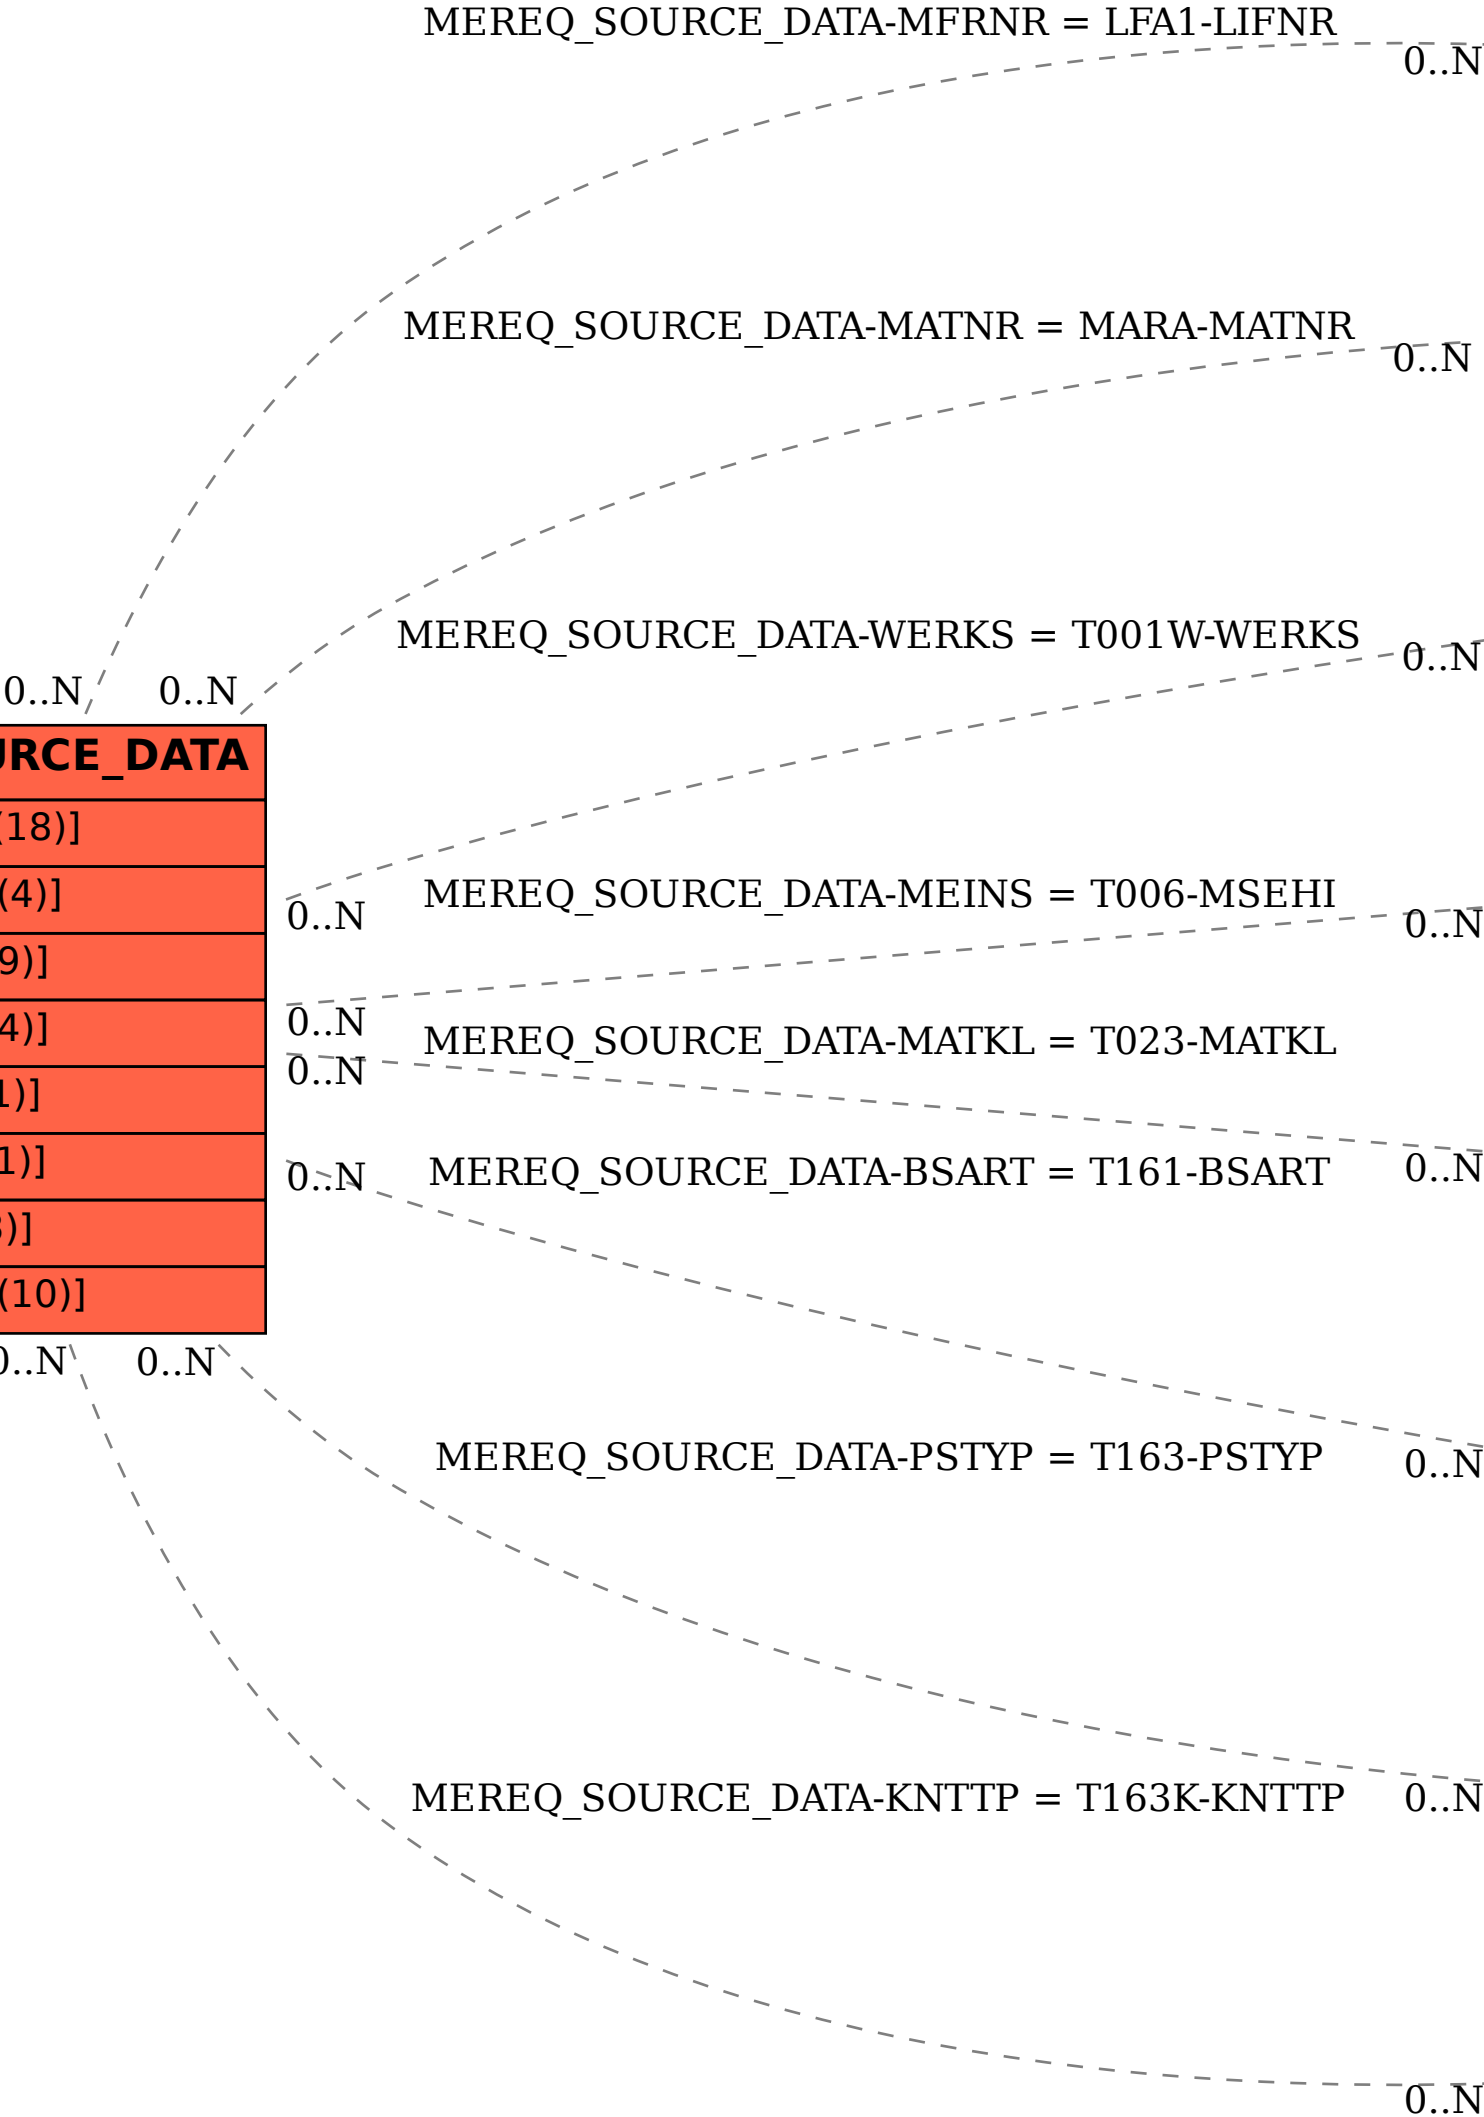 MEREQ_SOURCE_DATA-MFRNR = LFA1-LIFNR
0..N
MEREQ_SOURCE_DATA-MATNR = MARA-MATNR
0..N
MEREQ_SOURCE_DATA-WERKS = T001W-WERKS
0..N
0..N 0..N
URCE_DATA
(18)]
MEREQ_SOURCE_DATA-MEINS = T006-MSEHI
(4)]
0..N
0..N
9)]
0..N
4)]
MEREQ_SOURCE_DATA-MATKL = T023-MATKL
0..N
1)]
1)]
0..N
MEREQ_SOURCE_DATA-BSART = T161-BSART
0..N
3)]
(10)]
0..N 0..N
MEREQ_SOURCE_DATA-PSTYP = T163-PSTYP
0..N
MEREQ_SOURCE_DATA-KNTTP = T163K-KNTTP
0..N
0..N